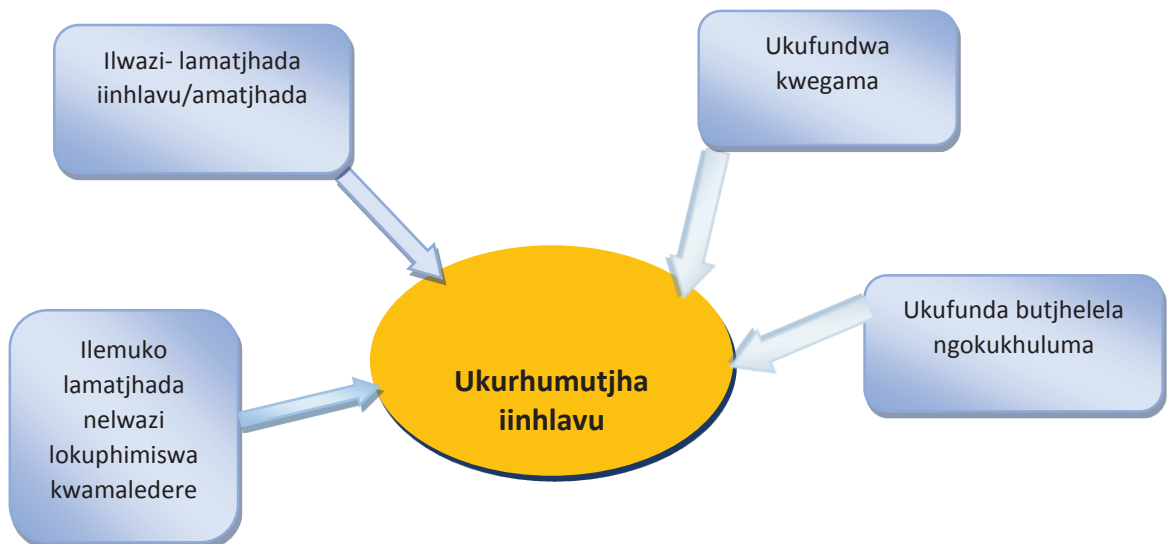 Ilwazi- lamatjhada
iinhlavu/amatjhada
Ukufundwa
kwegama
Ilemuko
lamatjhada
nelwazi
lokuphimiswa
kwamaledere
Ukurhumutjha
iinhlavu
Ukufunda butjhelela
ngokukhuluma